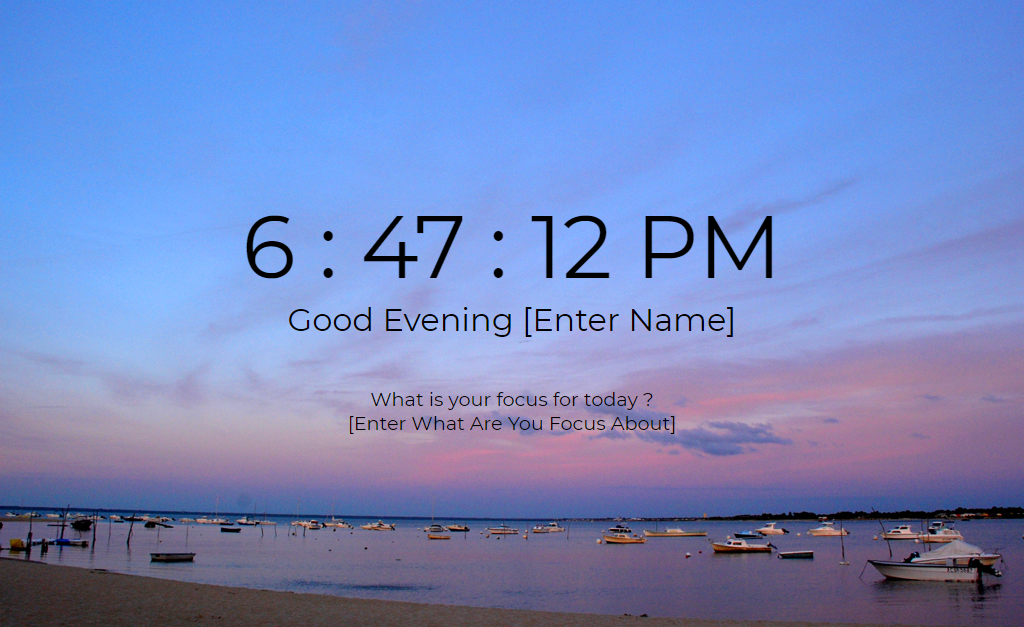 6 : 47 : 12 PM
Good Evening [Enter Name]
What is your focus for today ?
[Enter What Are You Focus About]